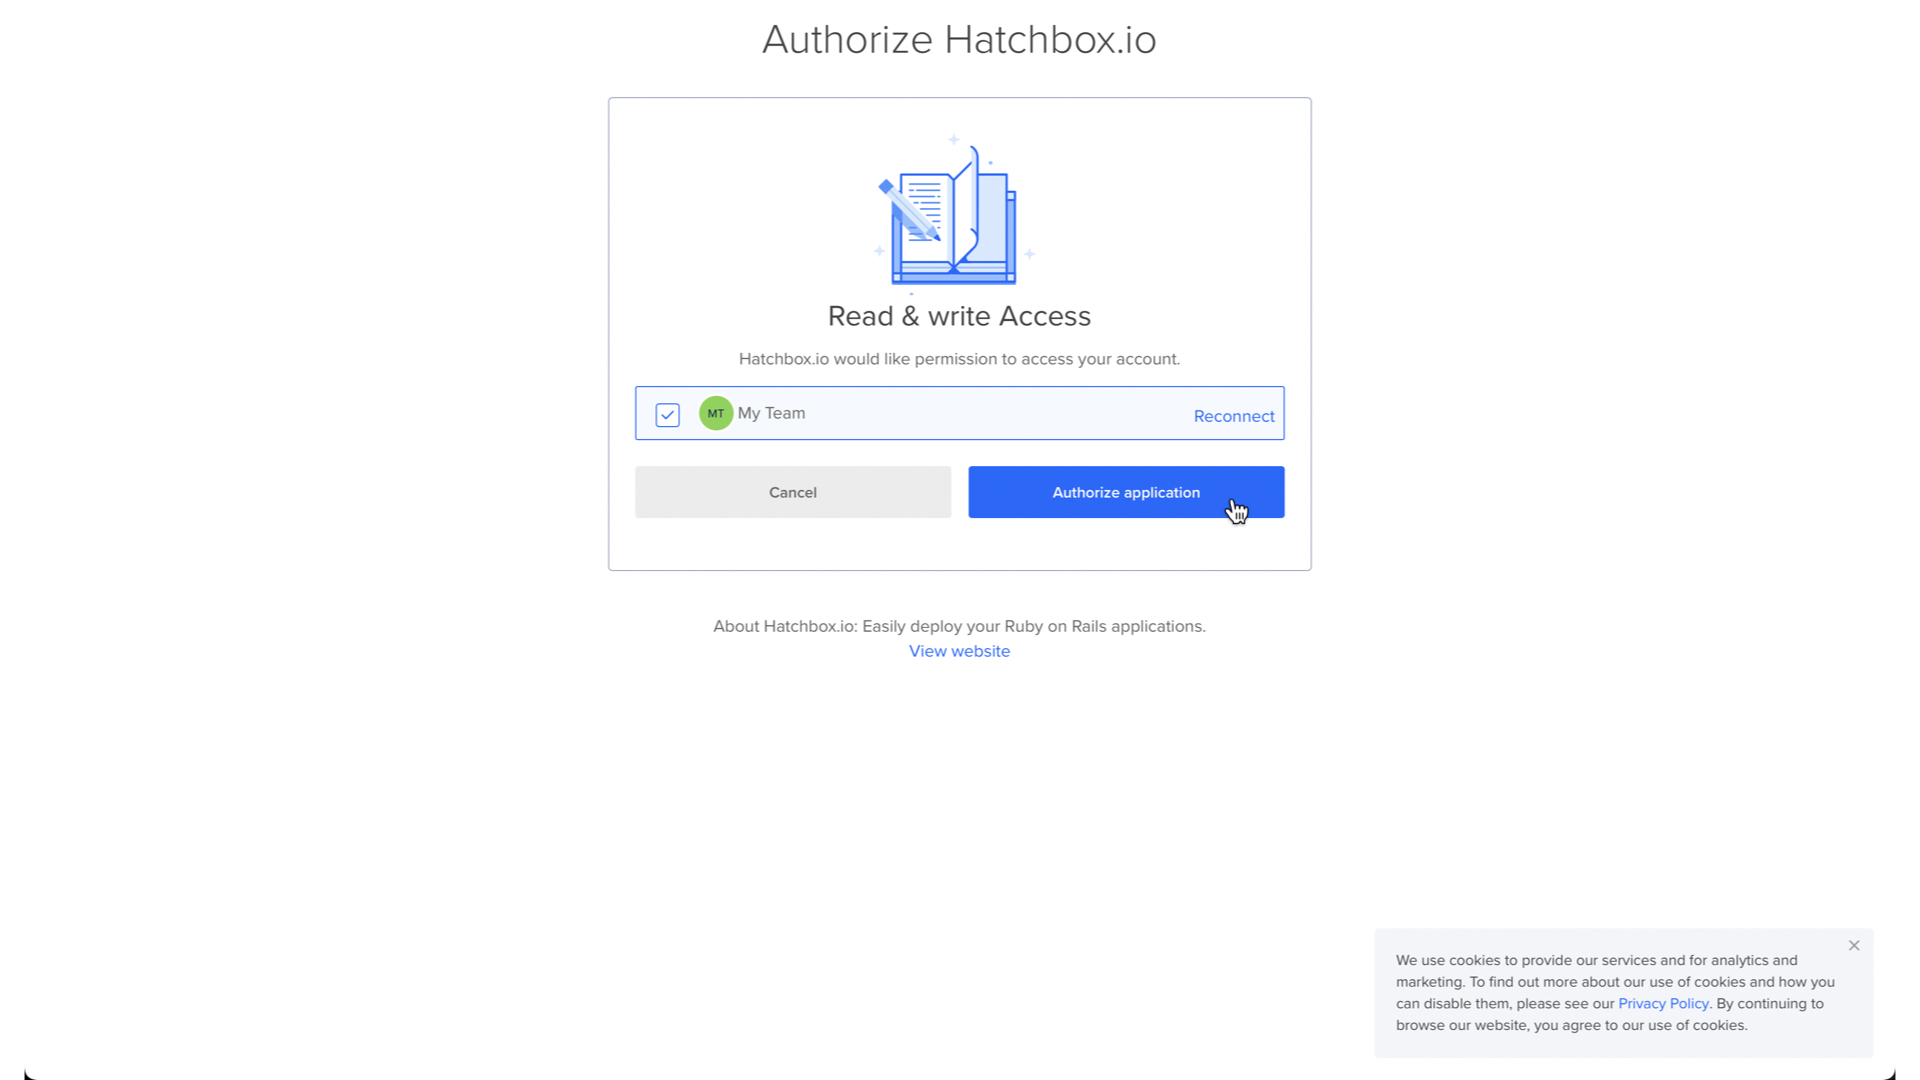 Authorize Hatchbox.io
Read & write Access
Hatchbox.io would like permission to access your account.
MT My Team Reconnect
Cancel Authorize application
About Hatchbox.io: Easily deploy your Ruby on Rails applications.
View website
We use cookies to provide our services and for analytics and
marketing. To find out more about our use of cookies and how you
can disable them, please see our Privacy Policy. By continuing to
browse our website, you agree to our use of cookies.